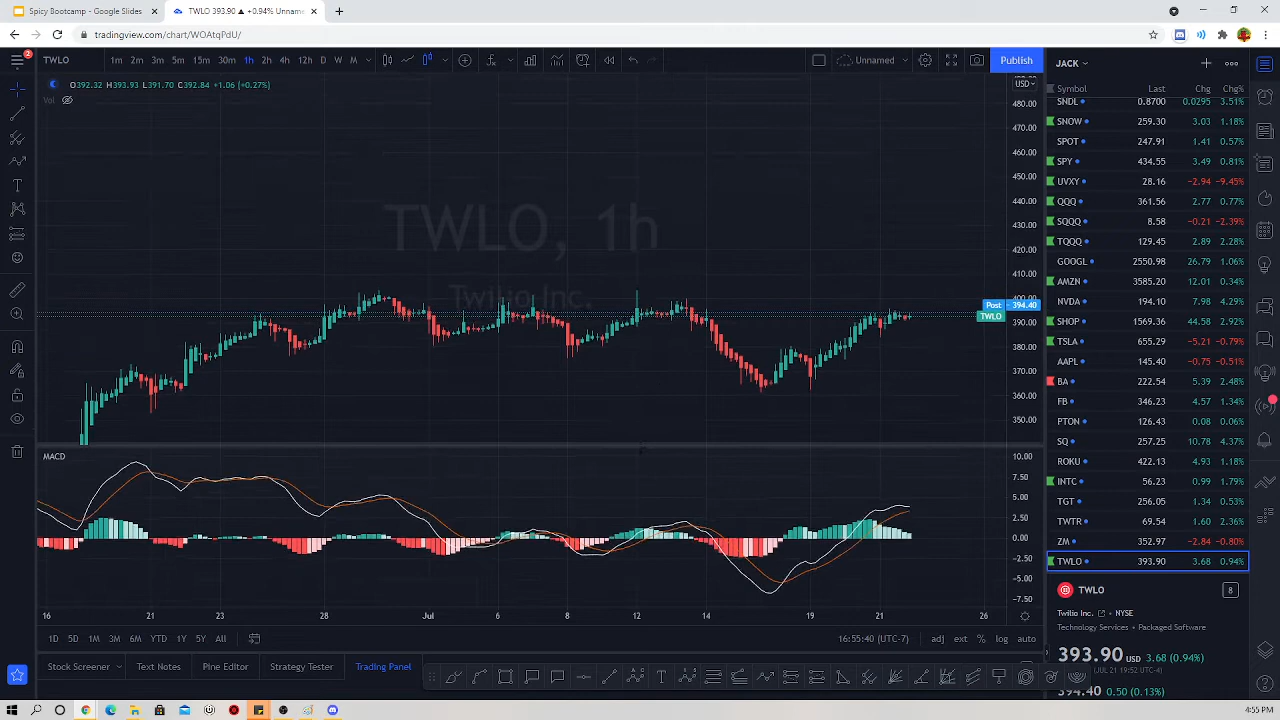 Spicy Bootcamp - Google Slides
TWLO 393.90 ▲ +0.94% Unname
tradingview.com/chart/WOAtqPdU/
2
TWLO
1m 2m 3m 5m 15m 30m 1h 2h 4h 12h D W M
Unnamed
Publish
JACK
O392.32 H393.93 L391.70 C392.84 +1.06 (+0.27%)
Vol
USD
Symbol Last Chg Chg%
SNDL 0.8700 0.0295 3.51%
SNOW 259.30 3.03 1.18%
SPOT 247.91 1.41 0.57%
SPY 434.55 3.49 0.81%
UVXY 28.16 −2.94 −9.45%
QQQ 361.56 2.77 0.77%
SQQQ 8.58 −0.21 −2.39%
TQQQ 129.45 2.89 2.28%
GOOGL 2550.98 26.79 1.06%
AMZN 3585.20 12.01 0.34%
NVDA 194.10 7.98 4.29%
SHOP 1569.36 44.58 2.92%
TSLA 655.29 −5.21 −0.79%
AAPL 145.40 −0.75 −0.51%
BA 222.54 5.39 2.48%
FB 346.23 4.57 1.34%
PTON 126.43 0.08 0.06%
SQ 257.25 10.78 4.37%
ROKU 422.13 4.93 1.18%
INTC 56.23 0.99 1.79%
TGT 256.05 1.34 0.53%
TWTR 69.54 1.60 2.36%
ZM 352.97 −2.84 −0.80%
TWLO 393.90 3.68 0.94%
480.00
470.00
460.00
450.00
440.00
430.00
420.00
410.00
400.00
390.00
380.00
370.00
360.00
350.00
TWLO, 1h
Twilio Inc.
Post 394.40
TWLO
MACD
10.00
7.50
5.00
2.50
0.00
−2.50
−5.00
−7.50
16 21 23 28 Jul 6 8 12 14 19 21 26
1D 5D 1M 3M 6M YTD 1Y 5Y All
16:55:40 (UTC-7) adj ext % log auto
Stock Screener Text Notes Pine Editor Strategy Tester Trading Panel
TWLO 8
Twilio Inc. • NYSE
Technology Services • Packaged Software
393.90 USD 3.68 (0.94%)
(JUL 21 19:52 UTC-4)
394.40 0.50 (0.13%)
4:55 PM